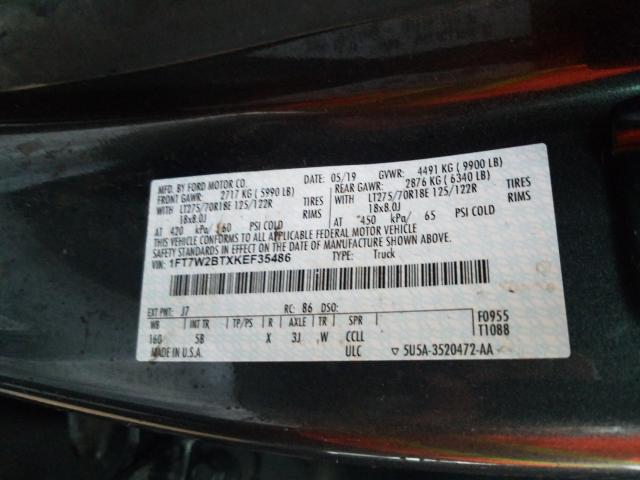 MFD. BY FORD MOTOR CO.
DATE: 05/19 GVWR: 4491 KG ( 9900 LB)
FRONT GAWR: 2717 KG ( 5990 LB)
REAR GAWR: 2876 KG ( 6340 LB)
WITH LT275/70R18E 125/122R TIRES
WITH LT275/70R18E 125/122R TIRES
18x8.0J RIMS
18x8.0J RIMS
AT 420 kPa/ 60 PSI COLD
AT 450 kPa/ 65 PSI COLD
THIS VEHICLE CONFORMS TO ALL APPLICABLE FEDERAL MOTOR VEHICLE
SAFETY STANDARDS IN EFFECT ON THE DATE OF MANUFACTURE SHOWN ABOVE.
VIN: 1FT7W2BTXKEF35486
TYPE: Truck
EXT PNT: J7 RC: 86 DSO:
WB INT TR TP/PS R AXLE TR SPR
F0955
T1088
160 5B X 3J W CCLL
MADE IN U.S.A. ULC ▽ 5U5A-3520472-AA